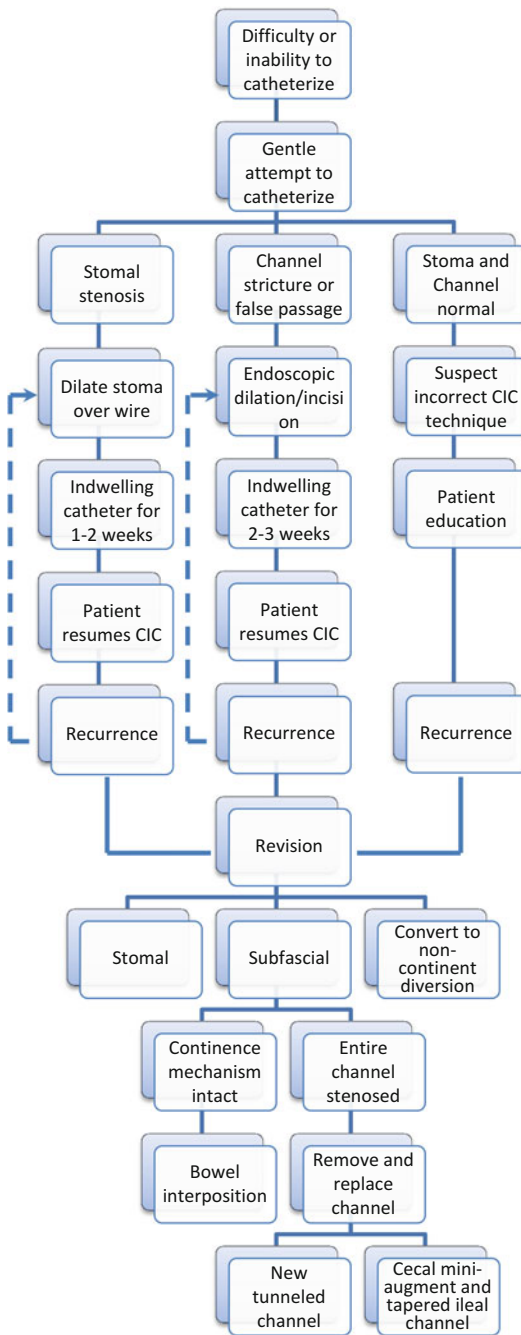 Difficulty or
inability to
catheterize
Gentle
attempt to
catheterize
Stomal
stenosis
Channel
stricture or
false passage
Stoma and
Channel
normal
Dilate stoma
over wire
Endoscopic
dilation/incisi
on
Suspect
incorrect CIC
technique
Indwelling
catheter for
1-2 weeks
Indwelling
catheter for
2-3 weeks
Patient
education
Patient
resumes CIC
Patient
resumes CIC
Recurrence
Recurrence
Recurrence
Revision
Stomal
Subfascial
Convert to
non-
continent
diversion
Continence
mechanism
intact
Entire
channel
stenosed
Bowel
interposition
Remove and
replace
channel
New
tunneled
channel
Cecal mini-
augment and
tapered ileal
channel